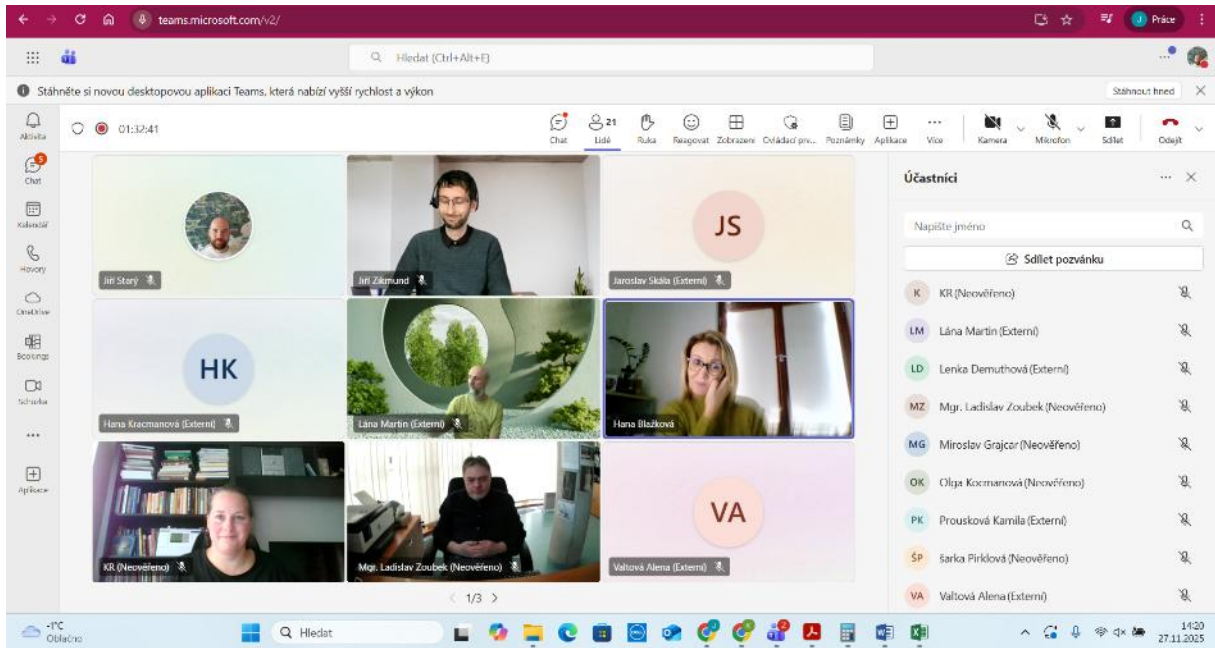 teams.microsoft.com/v2/
J Práce
Hledat (Ctrl+Alt+E)
Stáhněte si novou desktopovou aplikaci Teams, která nabízí vyšší rychlost a výkon
Stáhnout hned
Aktivita
Chat
5
Kalendář
Hovory
OneDrive
Bookings
Schůzka
Aplikace
01:32:41
Chat
21
Lidé
Ruka
Reagovat
Zobrazení
Ovládací prv...
Poznámky
Aplikace
Více
Kamera
Mikrofon
Sdílet
Odejít
Jiří Starý
Jiří Zikmund
JS
Jaroslav Skála (Externí)
HK
Hana Kracmanová (Externí)
Lána Martin (Externí)
Hana Blažková
KR (Neověřeno)
Mgr. Ladislav Zoubek (Neověřeno)
VA
Valtová Alena (Externí)
1/3
Účastníci
Napište jméno
Sdílet pozvánku
K KR (Neověřeno)
LM Lána Martin (Externí)
LD Lenka Demuthová (Externí)
MZ Mgr. Ladislav Zoubek (Neověřeno)
MG Miroslav Grajcar (Neověřeno)
OK Olga Kocmanová (Neověřeno)
PK Prousková Kamila (Externí)
ŠP šarka Pirklová (Neověřeno)
VA Valtová Alena (Externí)
-1°C
Oblačno
Hledat
14:20
27.11.2025